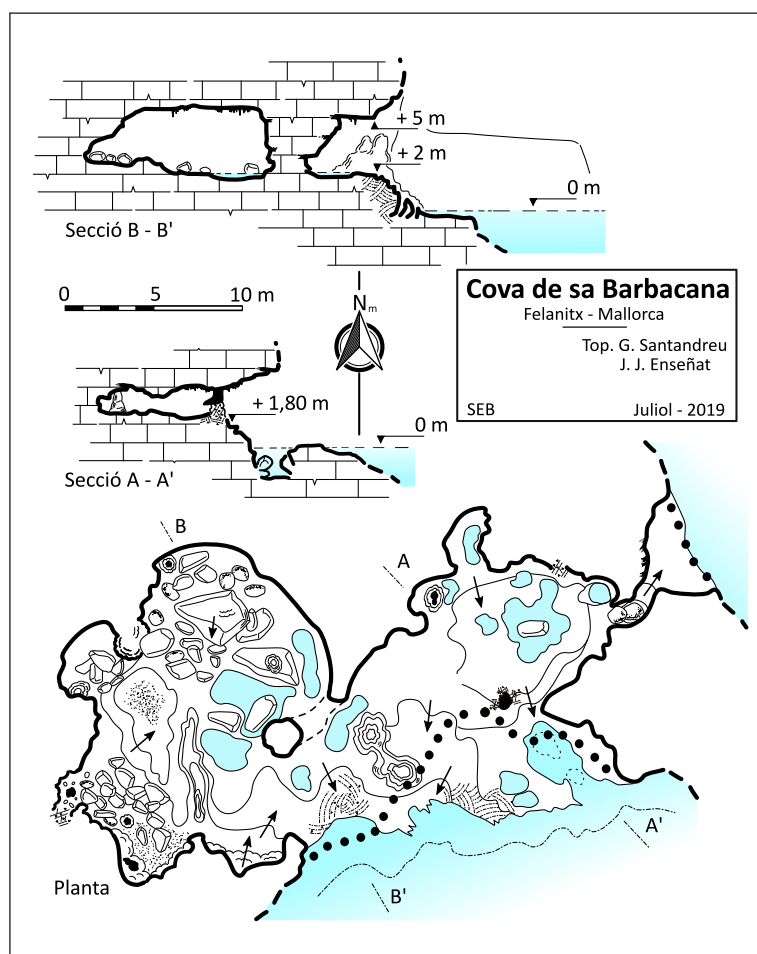 + 5 m
+ 2 m
0 m
Secció B - B'
0 5 10 m
Nm
Cova de sa Barbacana
Felanitx - Mallorca
Top. G. Santandreu
J. J. Enseñat
SEB Juliol - 2019
+ 1,80 m
0 m
Secció A - A'
B
A
A'
B'
Planta